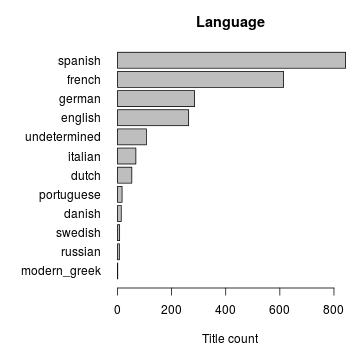 Language
spanish
french
german
english
undetermined
italian
dutch
portuguese
danish
swedish
russian
modern_greek
0 200 400 600 800
Title count